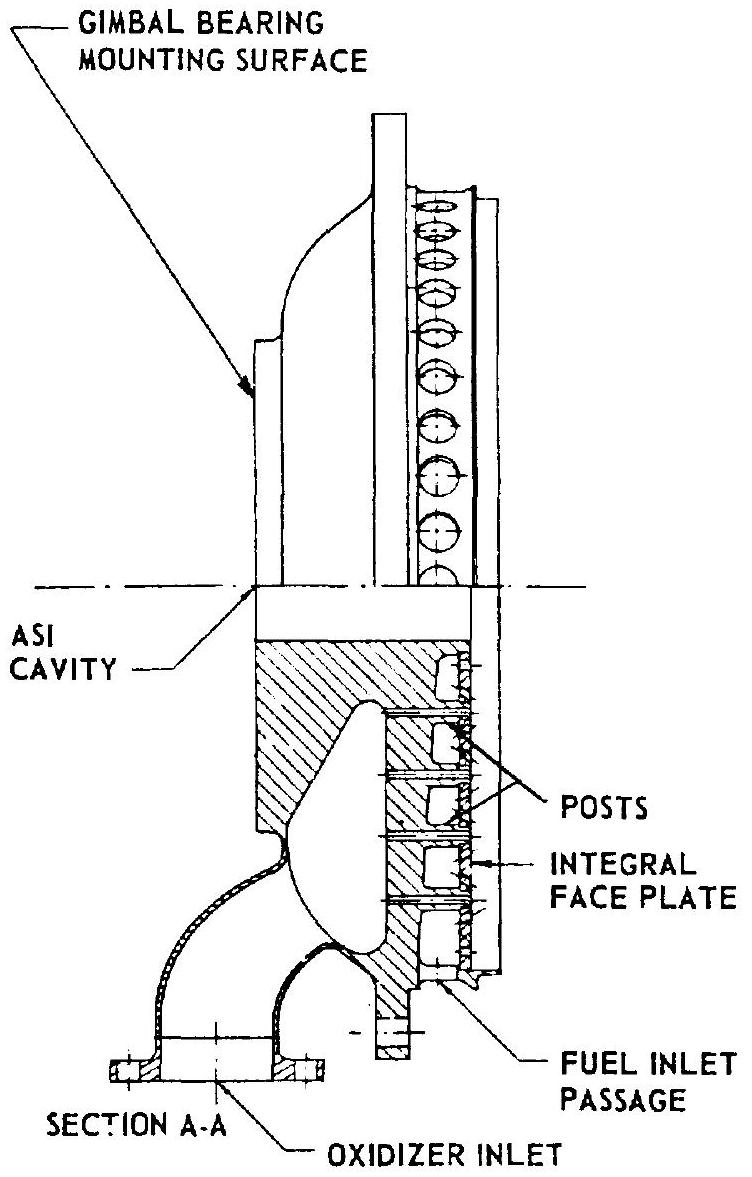 GIMBAL BEARING
MOUNTING SURFACE
ASI
CAVITY
POSTS
INTEGRAL
FACE PLATE
FUEL INLET
PASSAGE
SECTION A-A
OXIDIZER INLET